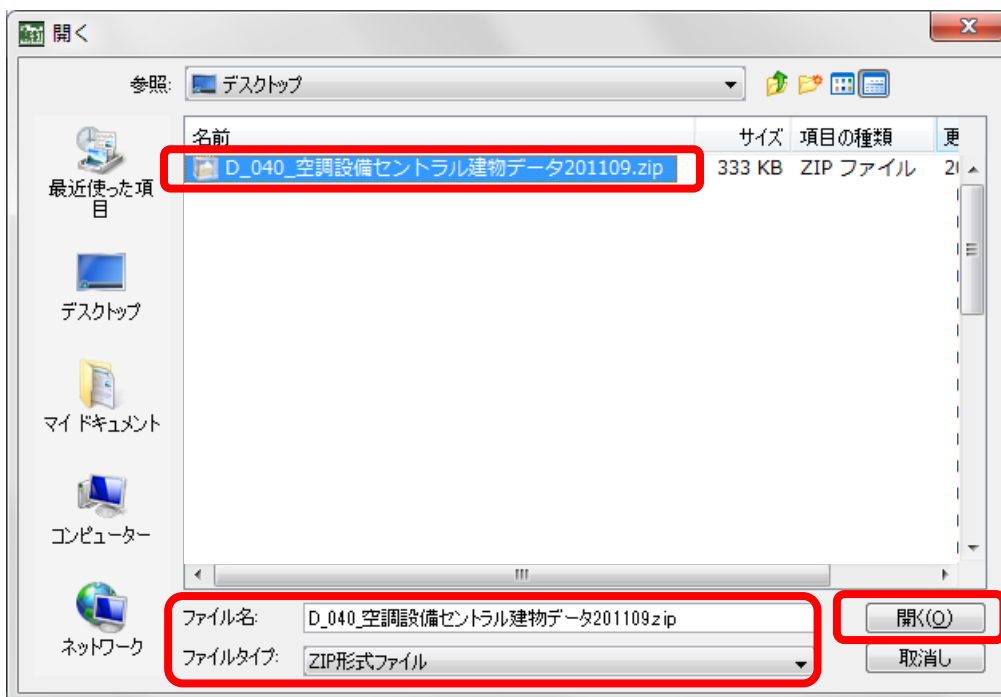 開く
参照: デスクトップ
名前 サイズ 項目の種類 更
D_040_空調設備セントラル建物データ201109.zip 333 KB ZIP ファイル
最近使った項
目
デスクトップ
マイ ドキュメント
コンピューター
ネットワーク
ファイル名: D_040_空調設備セントラル建物データ201109.zip 開く(O)
ファイルタイプ: ZIP形式ファイル 取消し